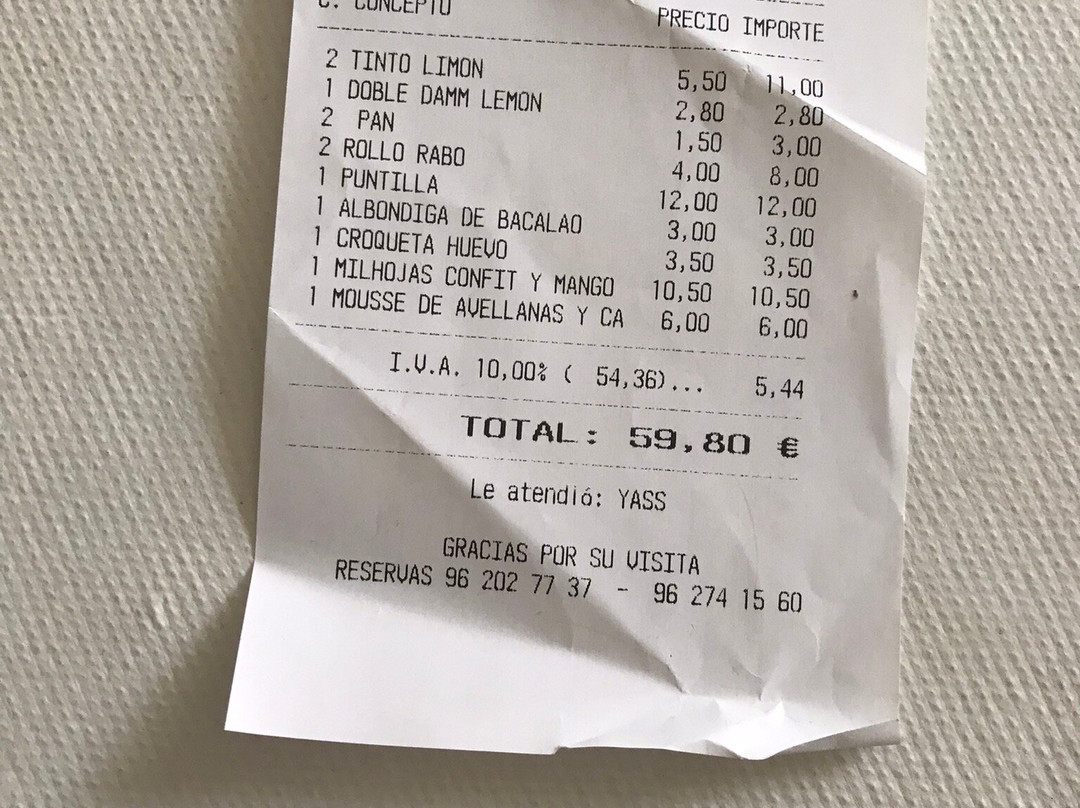 C. CONCEPTO PRECIO IMPORTE
2 TINTO LIMON 5,50 11,00
1 DOBLE DAMM LEMON 2,80 2,80
2 PAN 1,50 3,00
2 ROLLO RABO 4,00 8,00
1 PUNTILLA 12,00 12,00
1 ALBONDIGA DE BACALAO 3,00 3,00
1 CROQUETA HUEVO 3,50 3,50
1 MILHOJAS CONFIT Y MANGO 10,50 10,50
1 MOUSSE DE AVELLANAS Y CA 6,00 6,00
I.V.A. 10,00% ( 54,36)... 5,44
TOTAL: 59,80 €
Le atendió: YASS
GRACIAS POR SU VISITA
RESERVAS 96 202 77 37 - 96 274 15 60